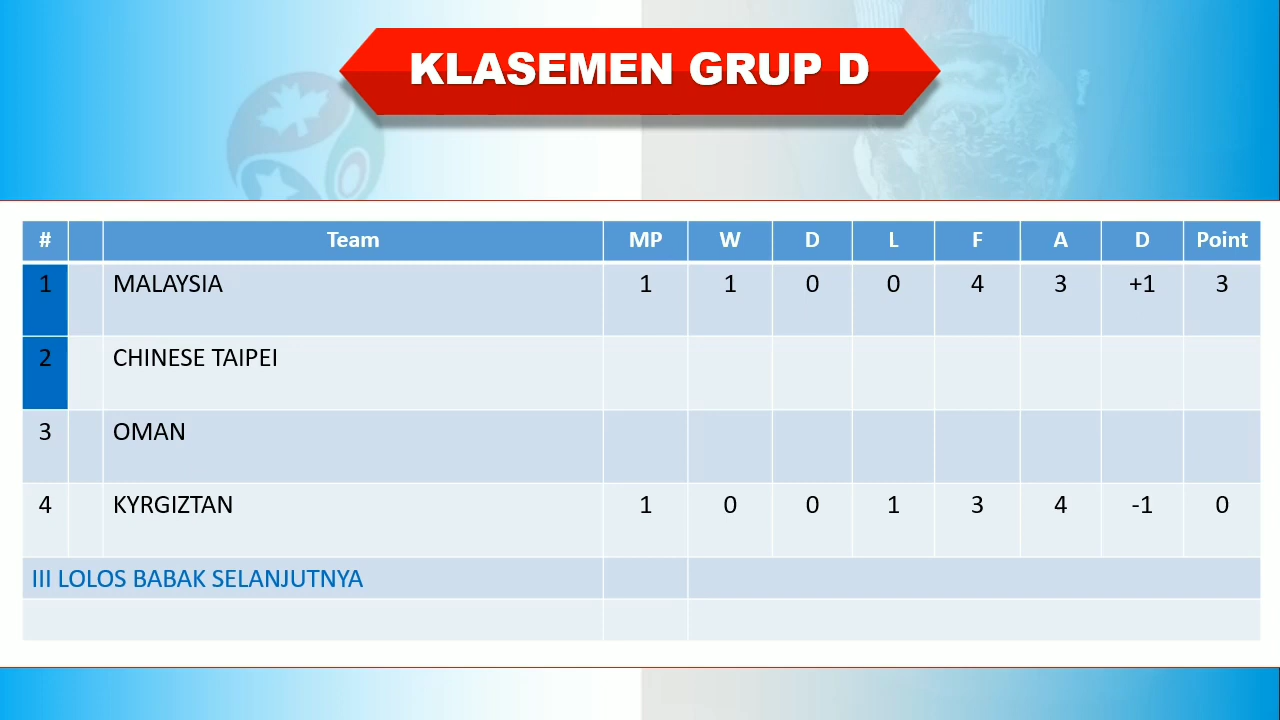 KLASEMEN GRUP D
# Team MP W D L F A D Point
1 MALAYSIA 1 1 0 0 4 3 +1 3
2 CHINESE TAIPEI
3 OMAN
4 KYRGIZTAN 1 0 0 1 3 4 -1 0
III LOLOS BABAK SELANJUTNYA